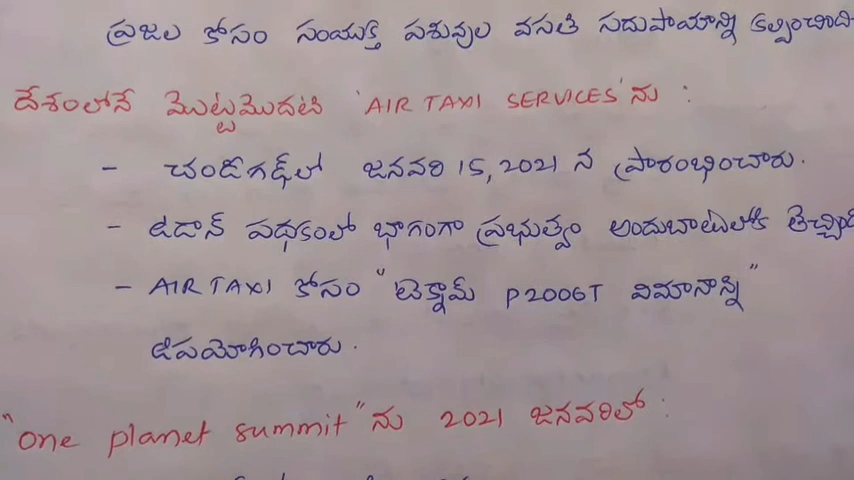 ప్రజల కోసం సంయుక్త పశువుల వసతి సదుపాయాన్ని కల్పించింది
దేశంలోనే మొట్టమొదటి 'AIR TAXI SERVICES'ను :
- చండీగఢ్‌లో జనవరి 15, 2021 న ప్రారంభించారు.
- ఉడాన్ పథకంలో భాగంగా ప్రభుత్వం అందుబాటులోకి తెచ్చింది
- AIR TAXI కోసం "టెక్నామ్ P2006T విమానాన్ని"
ఉపయోగించారు.
"one planet summit"ను 2021 జనవరిలో :